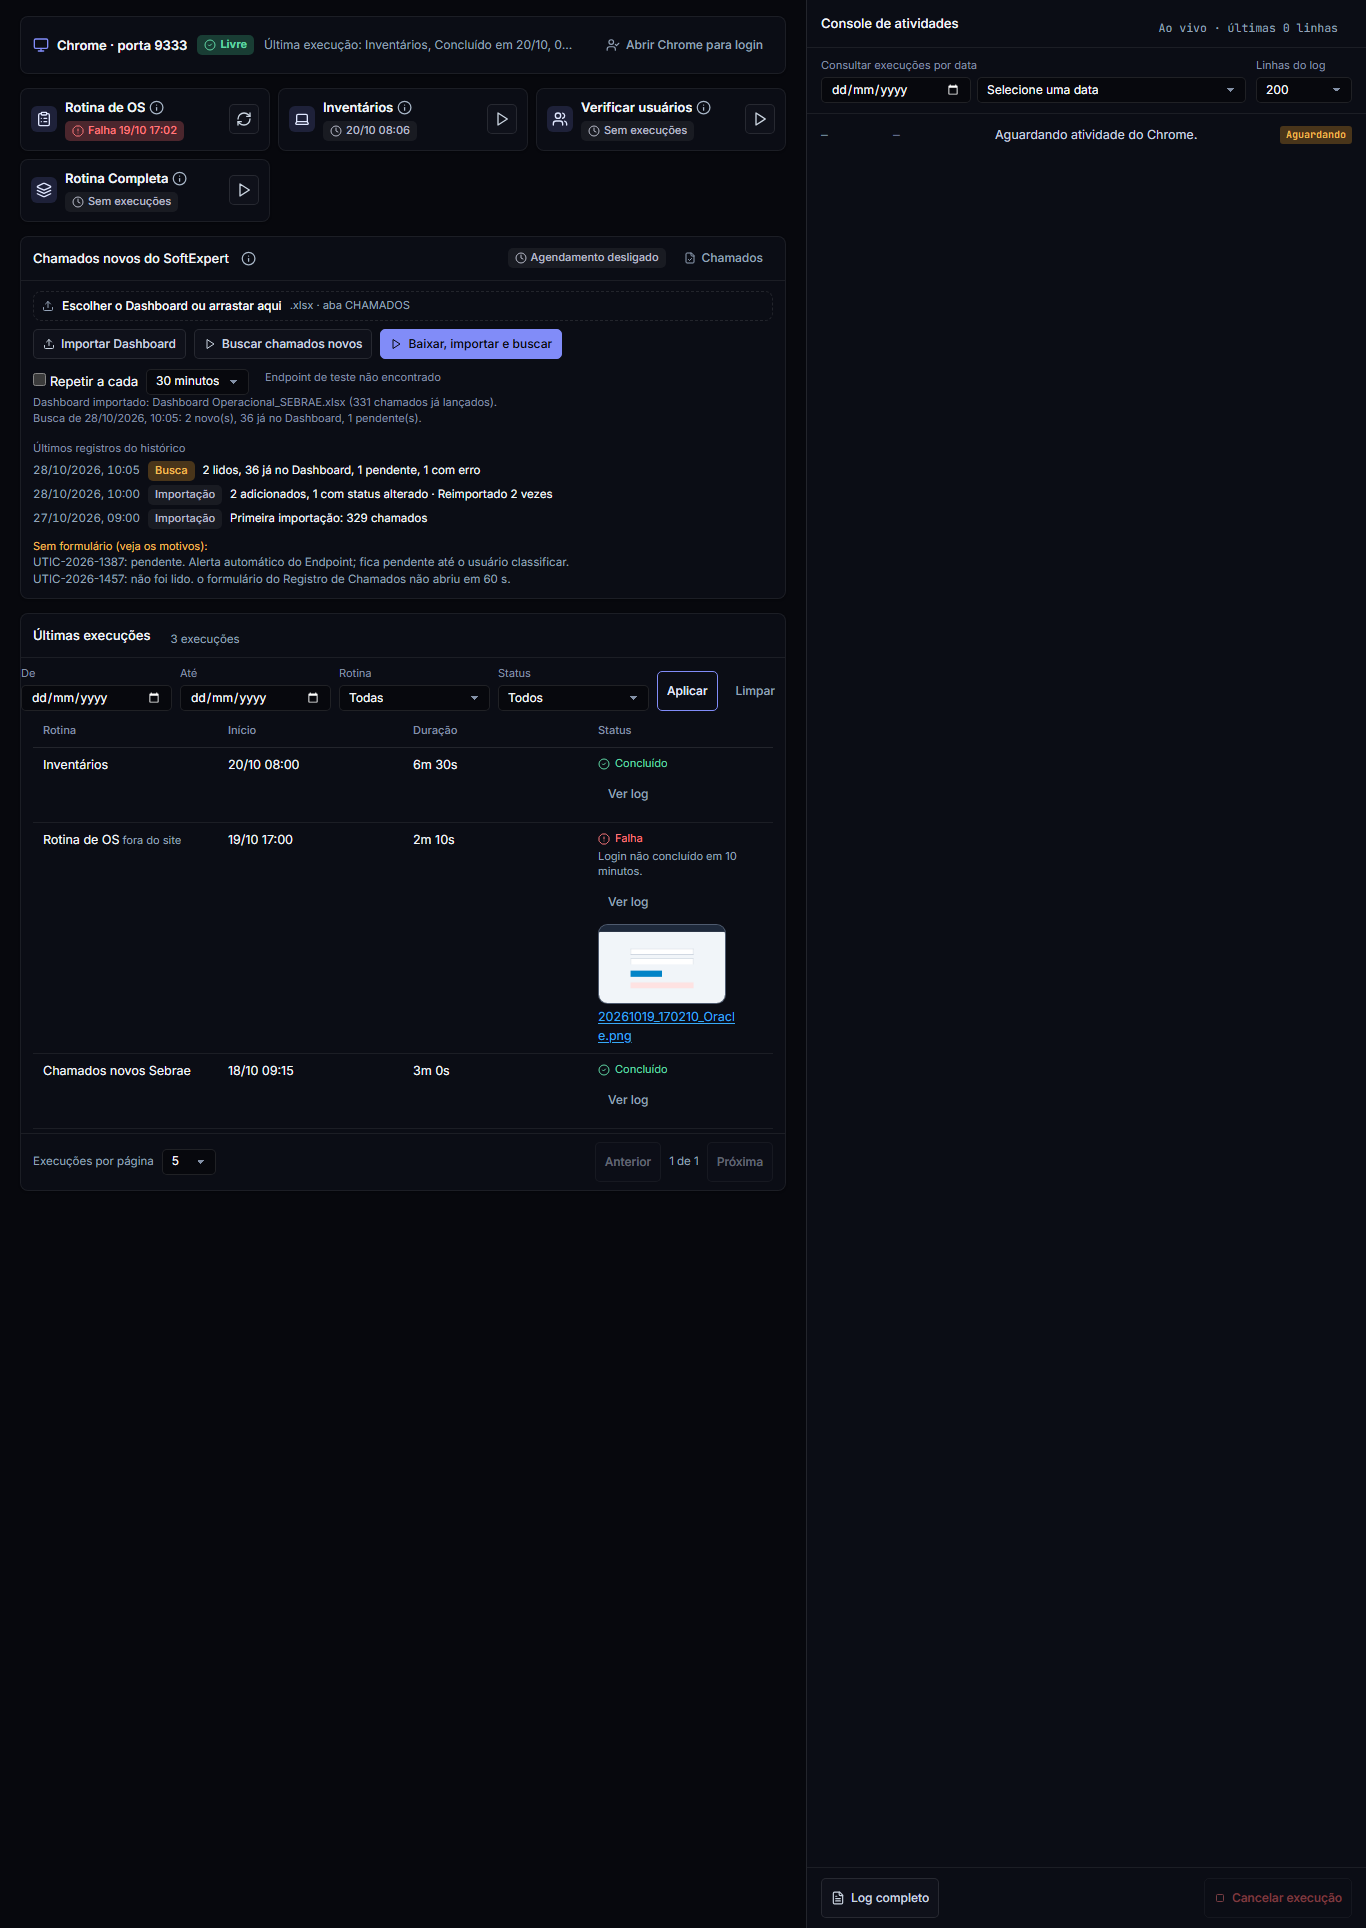 Chrome · porta 9333
Livre
Última execução: Inventários, Concluído em 20/10, 0...
Abrir Chrome para login
Rotina de OS
Falha 19/10 17:02
Inventários
20/10 08:06
Verificar usuários
Sem execuções
Rotina Completa
Sem execuções
Chamados novos do SoftExpert
Agendamento desligado
Chamados
Escolher o Dashboard ou arrastar aqui .xlsx · aba CHAMADOS
Importar Dashboard
Buscar chamados novos
Baixar, importar e buscar
Repetir a cada
30 minutos
Endpoint de teste não encontrado
Dashboard importado: Dashboard Operacional_SEBRAE.xlsx (331 chamados já lançados).
Busca de 28/10/2026, 10:05: 2 novo(s), 36 já no Dashboard, 1 pendente(s).
Últimos registros do histórico
28/10/2026, 10:05 Busca 2 lidos, 36 já no Dashboard, 1 pendente, 1 com erro
28/10/2026, 10:00 Importação 2 adicionados, 1 com status alterado · Reimportado 2 vezes
27/10/2026, 09:00 Importação Primeira importação: 329 chamados
Sem formulário (veja os motivos):
UTIC-2026-1387: pendente. Alerta automático do Endpoint; fica pendente até o usuário classificar.
UTIC-2026-1457: não foi lido. o formulário do Registro de Chamados não abriu em 60 s.
Últimas execuções
3 execuções
De
Até
Rotina
Status
dd/mm/yyyy
dd/mm/yyyy
Todas
Todos
Aplicar
Limpar
Rotina Início Duração Status
Inventários 20/10 08:00 6m 30s Concluído
Ver log
Rotina de OS fora do site 19/10 17:00 2m 10s Falha
Login não concluído em 10
minutos.
Ver log
20261019_170210_Oracl
e.png
Chamados novos Sebrae 18/10 09:15 3m 0s Concluído
Ver log
Execuções por página 5
Anterior
1 de 1
Próxima
Console de atividades
Ao vivo · últimas 0 linhas
Consultar execuções por data
Linhas do log
dd/mm/yyyy
Selecione uma data
200
– – Aguardando atividade do Chrome. Aguardando
Log completo
Cancelar execução